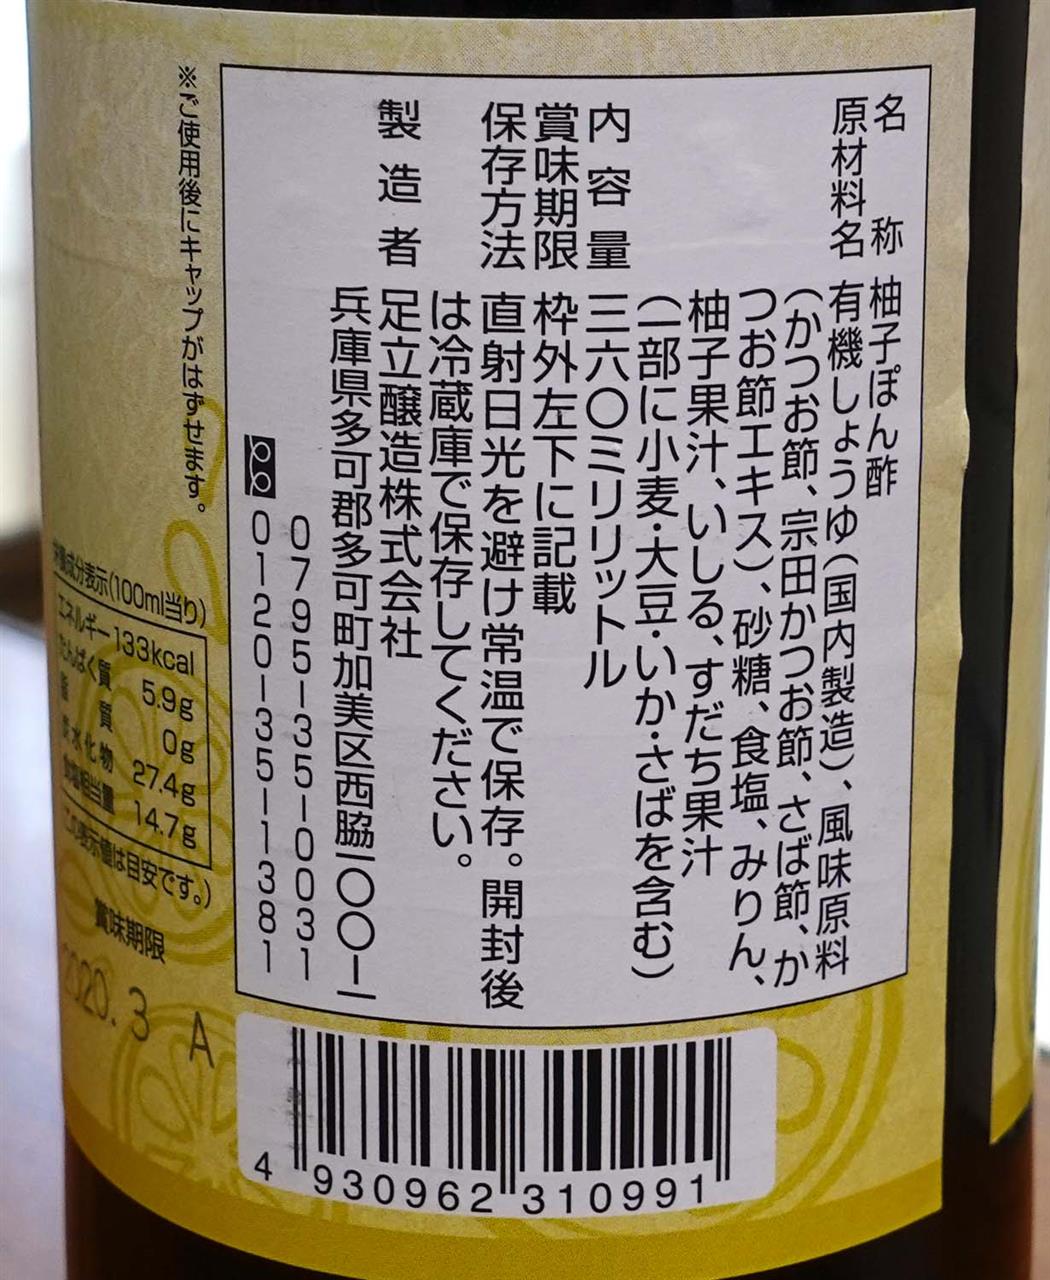 名称 柚子ぽん酢
原材料名 有機しょうゆ(国内製造)、風味原料
(かつお節、宗田かつお節、さば節、か
つお節エキス)、砂糖、食塩、みりん、
柚子果汁、いしる、すだち果汁
(一部に小麦・大豆・いか・さばを含む)
内容量 三六〇ミリリットル
賞味期限 枠外左下に記載
保存方法 直射日光を避け常温で保存。開封後
は冷蔵庫で保存してください。
製造者 足立醸造株式会社
兵庫県多可郡多可町加美区西脇一〇〇ー一
0795-35-0031
0120-35-1381
※ご使用後にキャップがはずせます。
栄養成分表示(100ml当り)
エネルギー 133kcal
たんぱく質 5.9g
脂質 0g
炭水化物 27.4g
食塩相当量 14.7g
(この表示値は目安です。)
賞味期限
2020.3 A
4 930962 310991